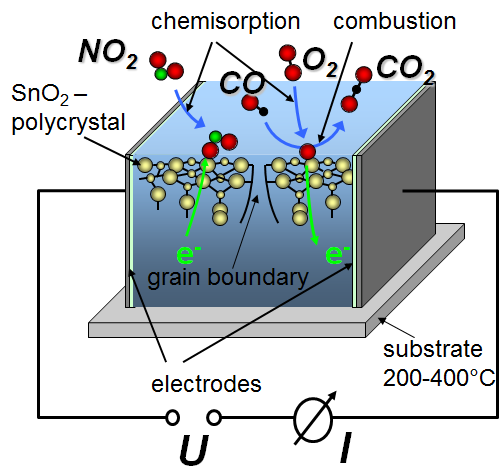 chemisorption
combustion
NO2
O2
CO
CO2
SnO2 –
polycrystal
e-
e-
grain boundary
electrodes
substrate
200-400°C
U
I